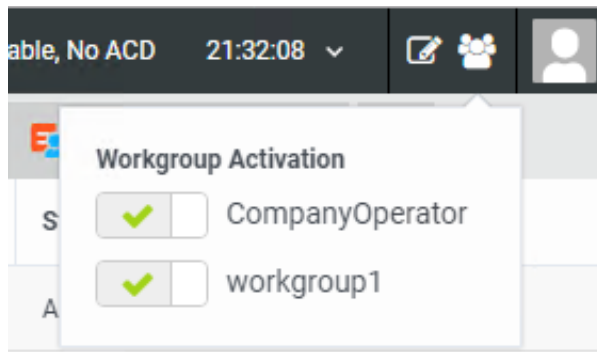 able, No ACD 21:32:08
Workgroup Activation
S
CompanyOperator
workgroup1
A